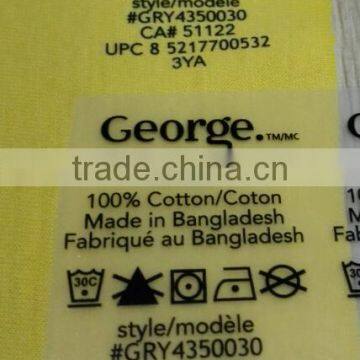 style/modèle
#GRY4350030
CA# 51122
UPC 8 5217700532
3YA
George.TM/MC
trade.china.cn
100% Cotton/Coton
Made in Bangladesh
Fabriqué au Bangladesh
30C
style/modèle
#GRY4350030